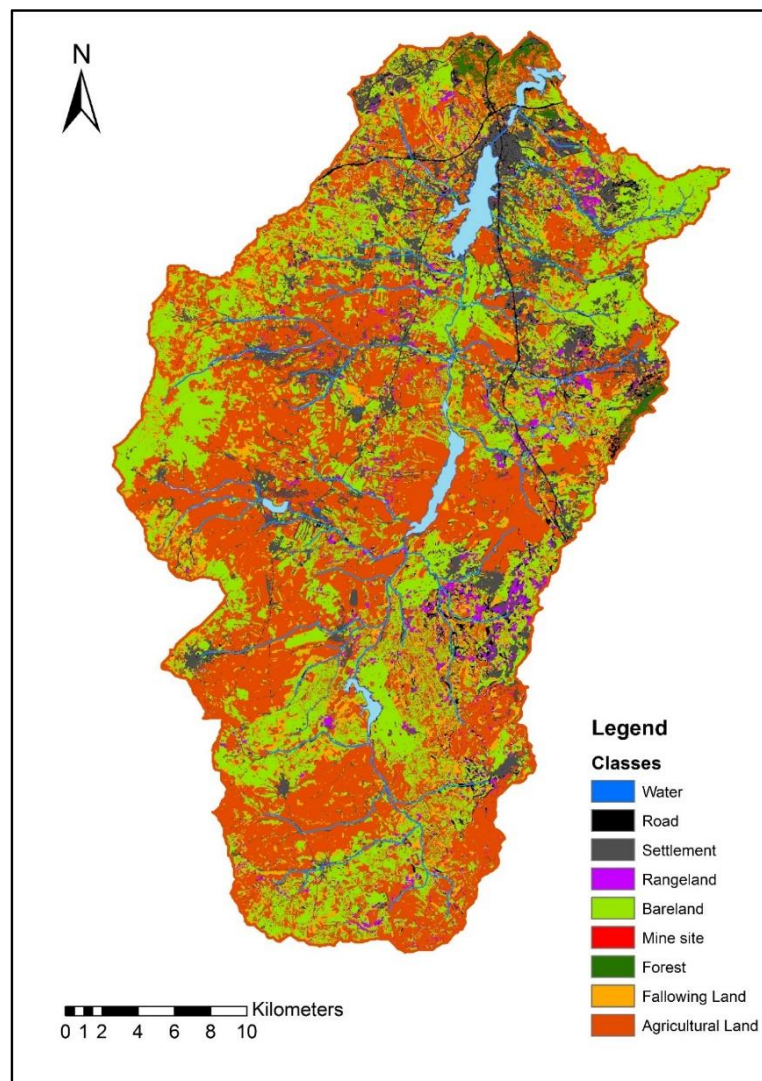 N
Legend
Classes
Water
Road
Settlement
Rangeland
Bareland
Mine site
Forest
Fallowing Land
Agricultural Land
Kilometers
0 1 2 4 6 8 10